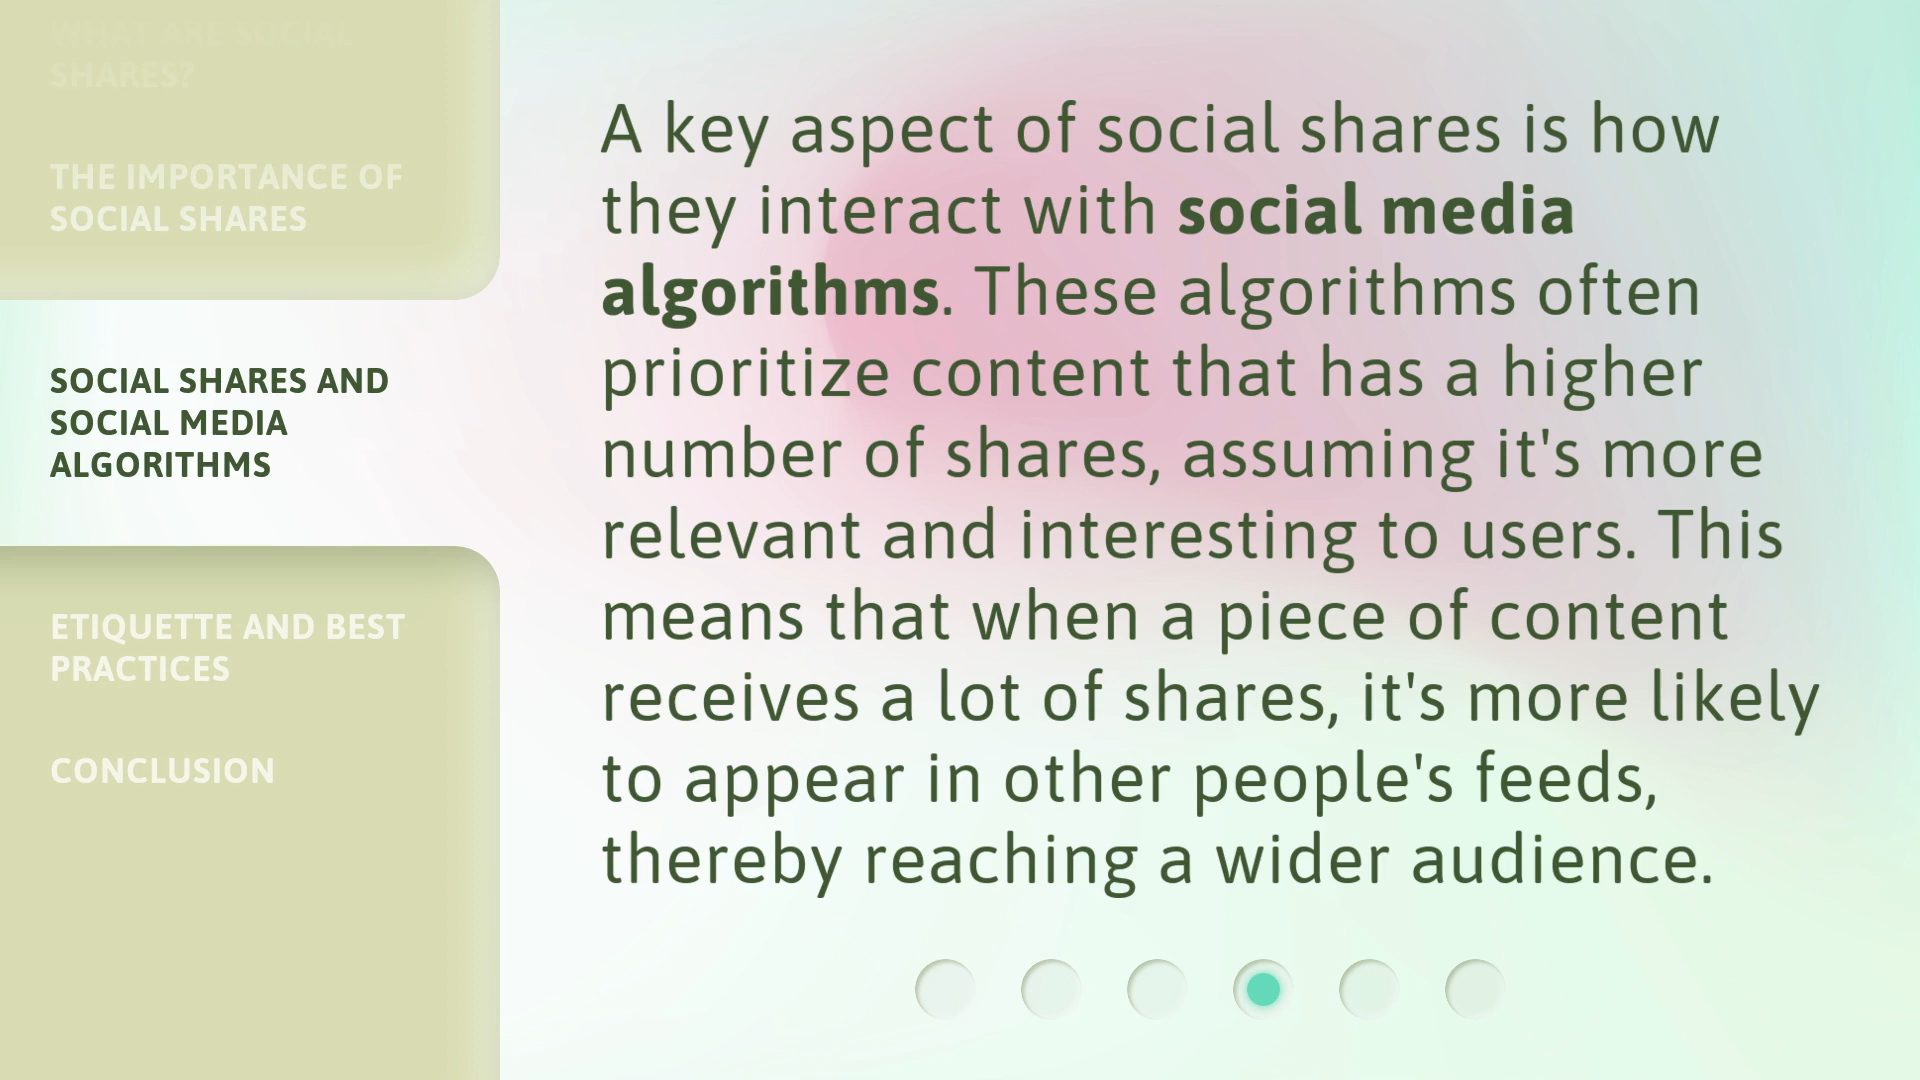 WHAT ARE SOCIAL
SHARES?
THE IMPORTANCE OF
SOCIAL SHARES
SOCIAL SHARES AND
SOCIAL MEDIA
ALGORITHMS
ETIQUETTE AND BEST
PRACTICES
CONCLUSION
A key aspect of social shares is how
they interact with social media
algorithms. These algorithms often
prioritize content that has a higher
number of shares, assuming it's more
relevant and interesting to users. This
means that when a piece of content
receives a lot of shares, it's more likely
to appear in other people's feeds,
thereby reaching a wider audience.